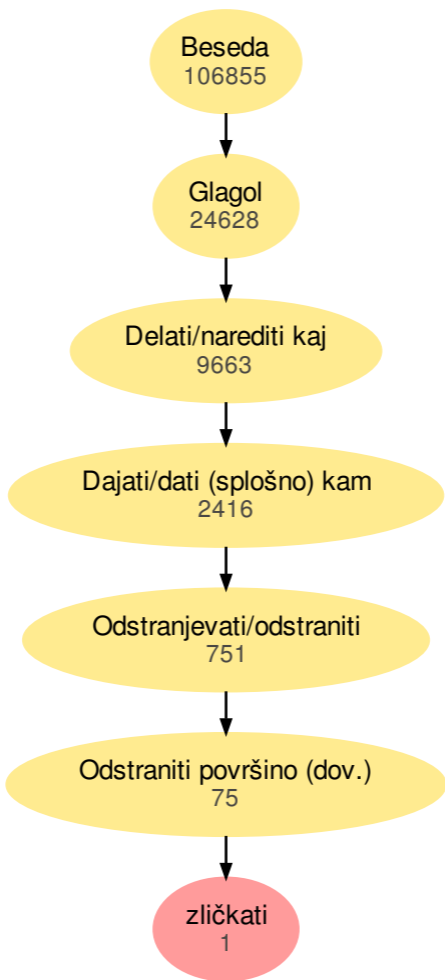 Beseda
106855
Glagol
24628
Delati/narediti kaj
9663
Dajati/dati (splošno) kam
2416
Odstranjevati/odstraniti
751
Odstraniti površino (dov.)
75
zličkati
1